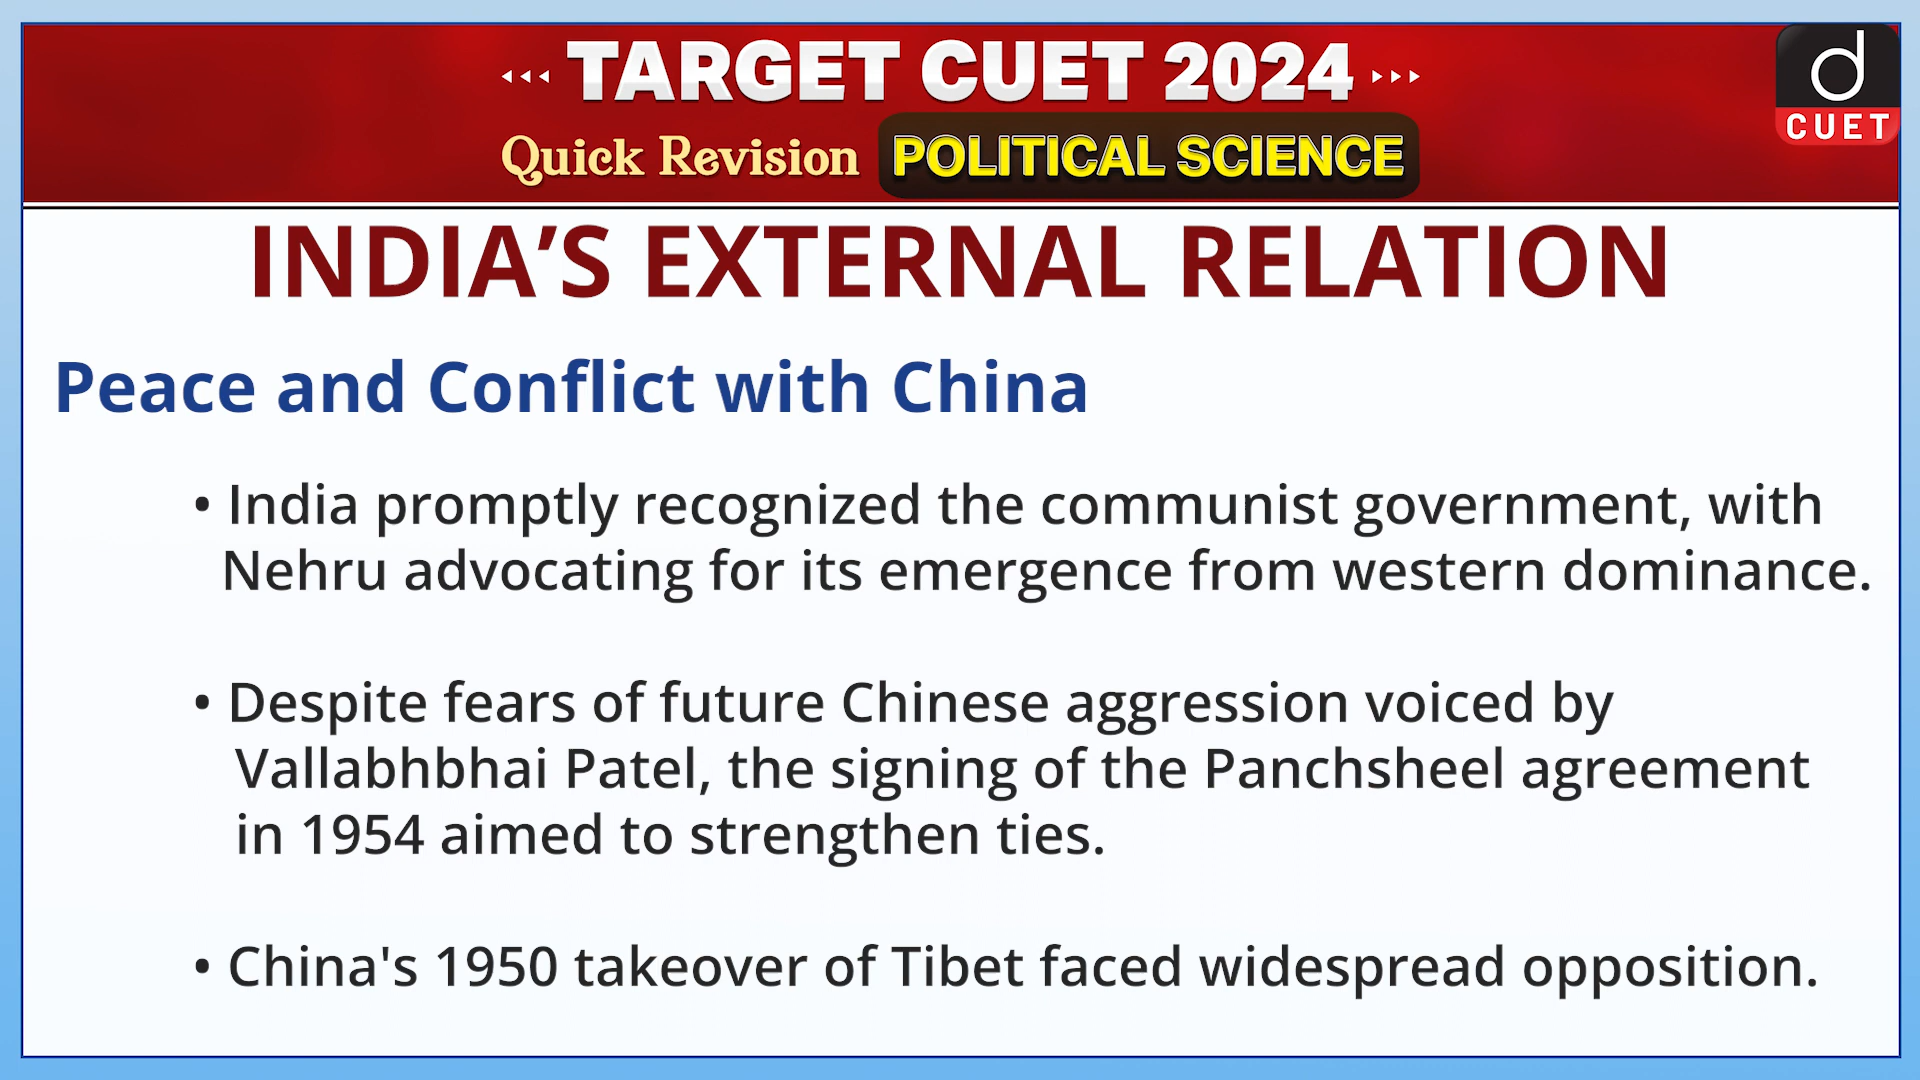 TARGET CUET 2024
d
CUET
Quick Revision POLITICAL SCIENCE
INDIA’S EXTERNAL RELATION
Peace and Conflict with China
• India promptly recognized the communist government, with
Nehru advocating for its emergence from western dominance.
• Despite fears of future Chinese aggression voiced by
Vallabhbhai Patel, the signing of the Panchsheel agreement
in 1954 aimed to strengthen ties.
• China's 1950 takeover of Tibet faced widespread opposition.